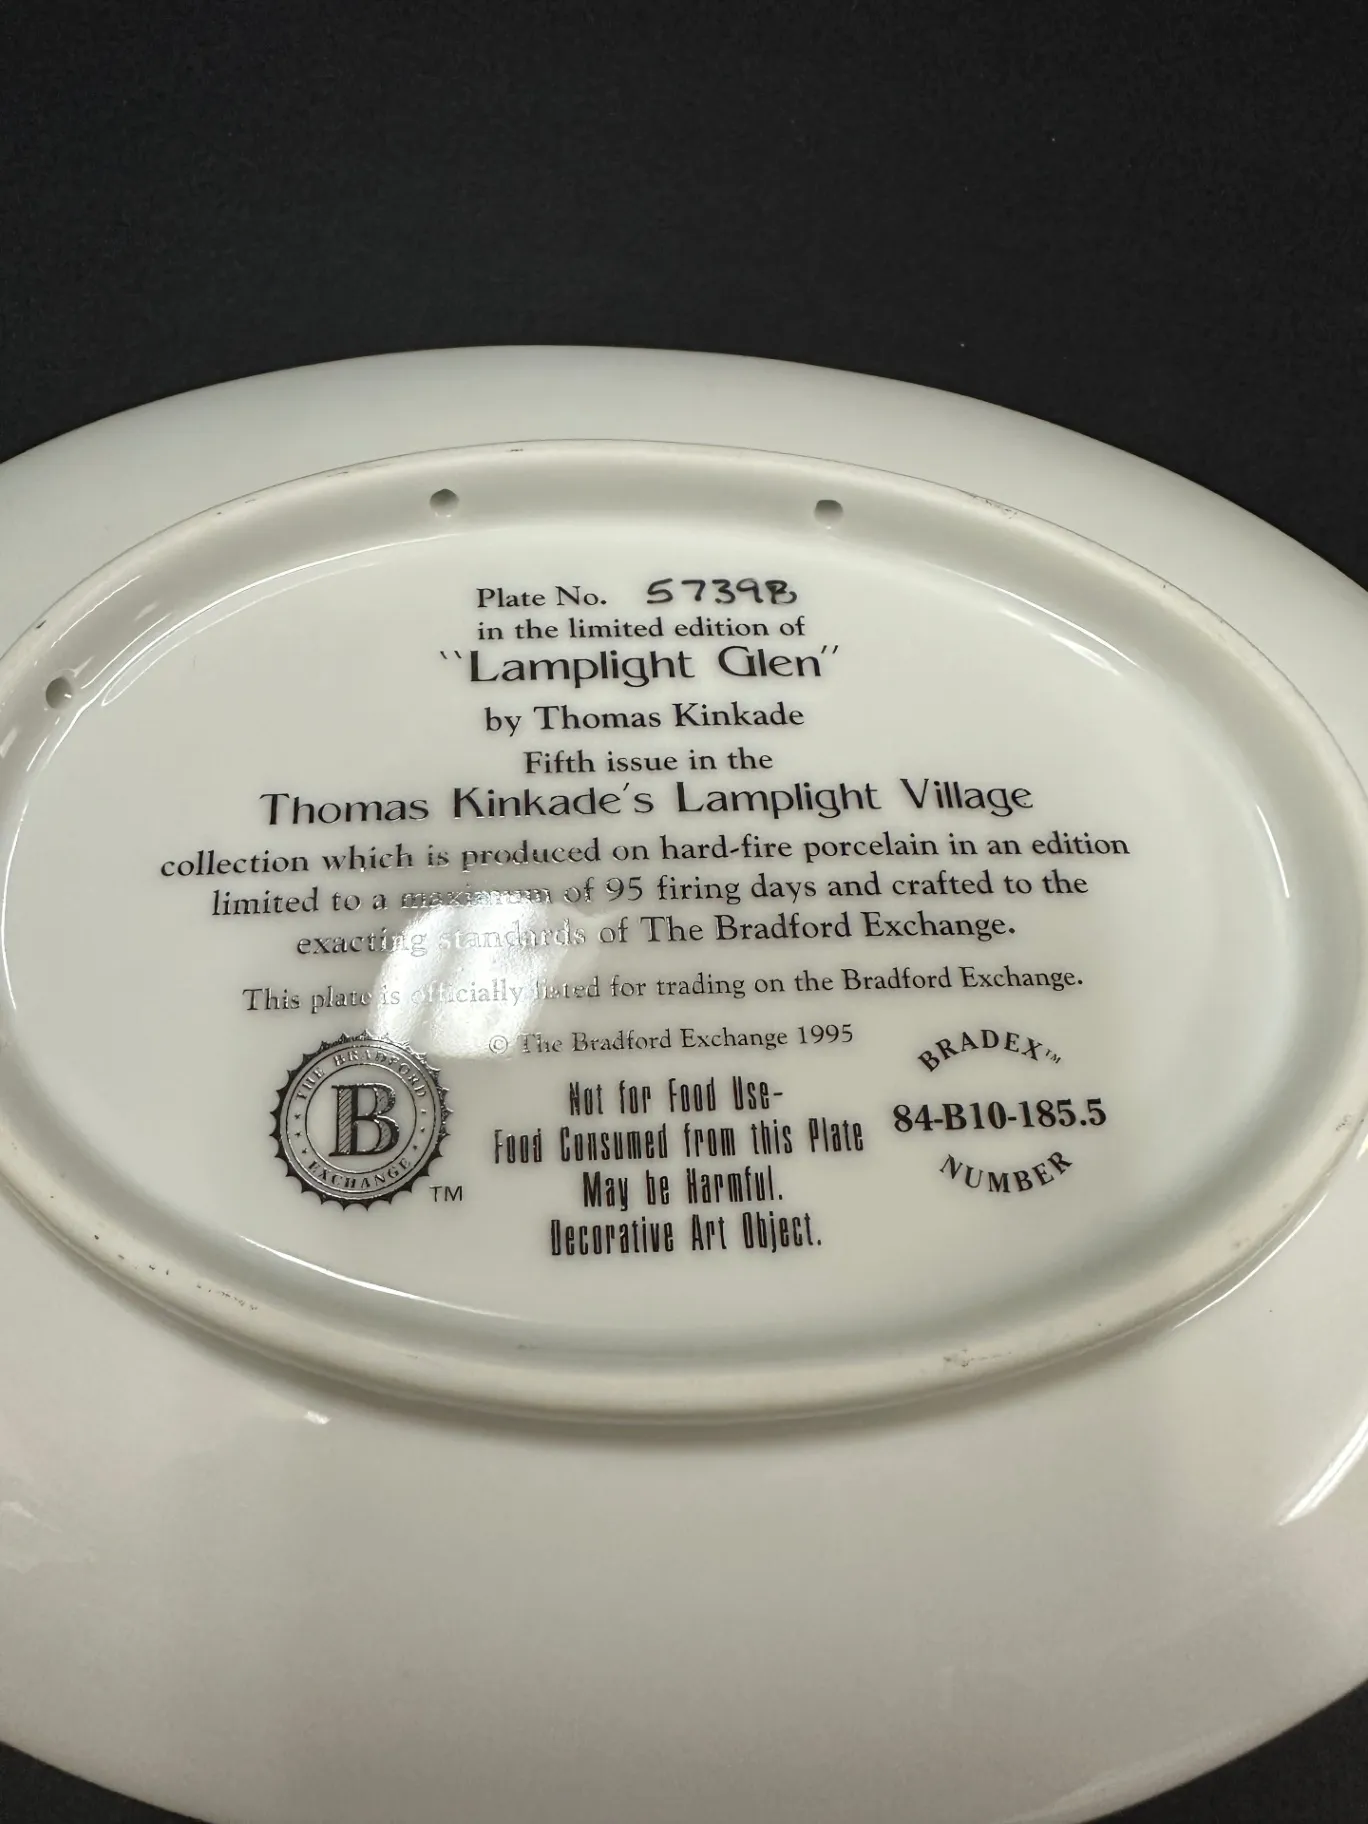 Plate No. 5739B
in the limited edition of
"Lamplight Glen"
by Thomas Kinkade
Fifth issue in the
Thomas Kinkade's Lamplight Village
collection which is produced on hard-fire porcelain in an edition
limited to a maximum of 95 firing days and crafted to the
exacting standards of The Bradford Exchange.
This plate is officially listed for trading on the Bradford Exchange.
© The Bradford Exchange 1995
THE BRADFORD
B
EXCHANGE
TM
Not for Food Use-
Food Consumed from this Plate
May be Harmful.
Decorative Art Object.
BRADEX™
84-B10-185.5
NUMBER